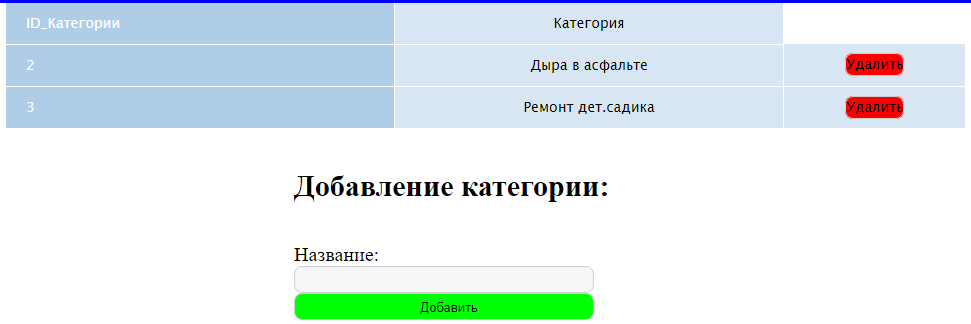 ID_Категории Категория
2 Дыра в асфальте Удалить
3 Ремонт дет.садика Удалить
Добавление категории:
Название:
Добавить